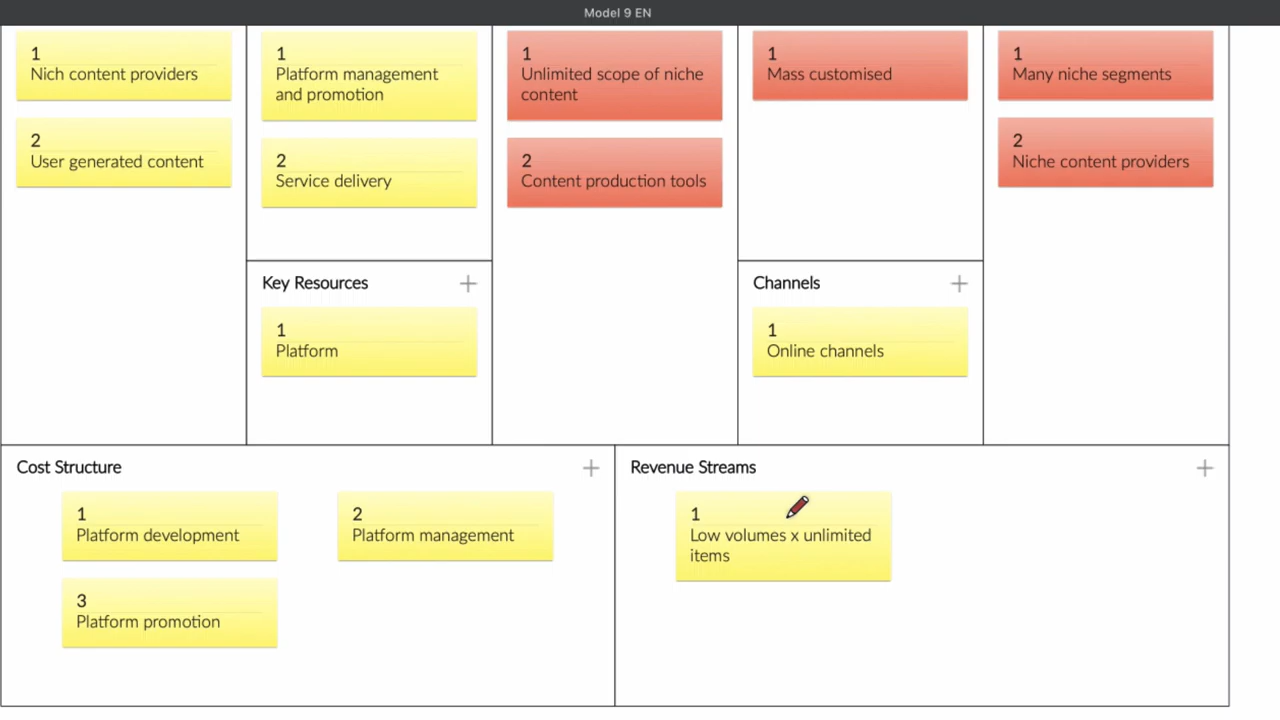 Model 9 EN
1
Nich content providers
2
User generated content
1
Platform management
and promotion
2
Service delivery
Key Resources
1
Platform
1
Unlimited scope of niche
content
2
Content production tools
1
Mass customised
Channels
1
Online channels
1
Many niche segments
2
Niche content providers
Cost Structure
1
Platform development
2
Platform management
3
Platform promotion
Revenue Streams
1
Low volumes x unlimited
items